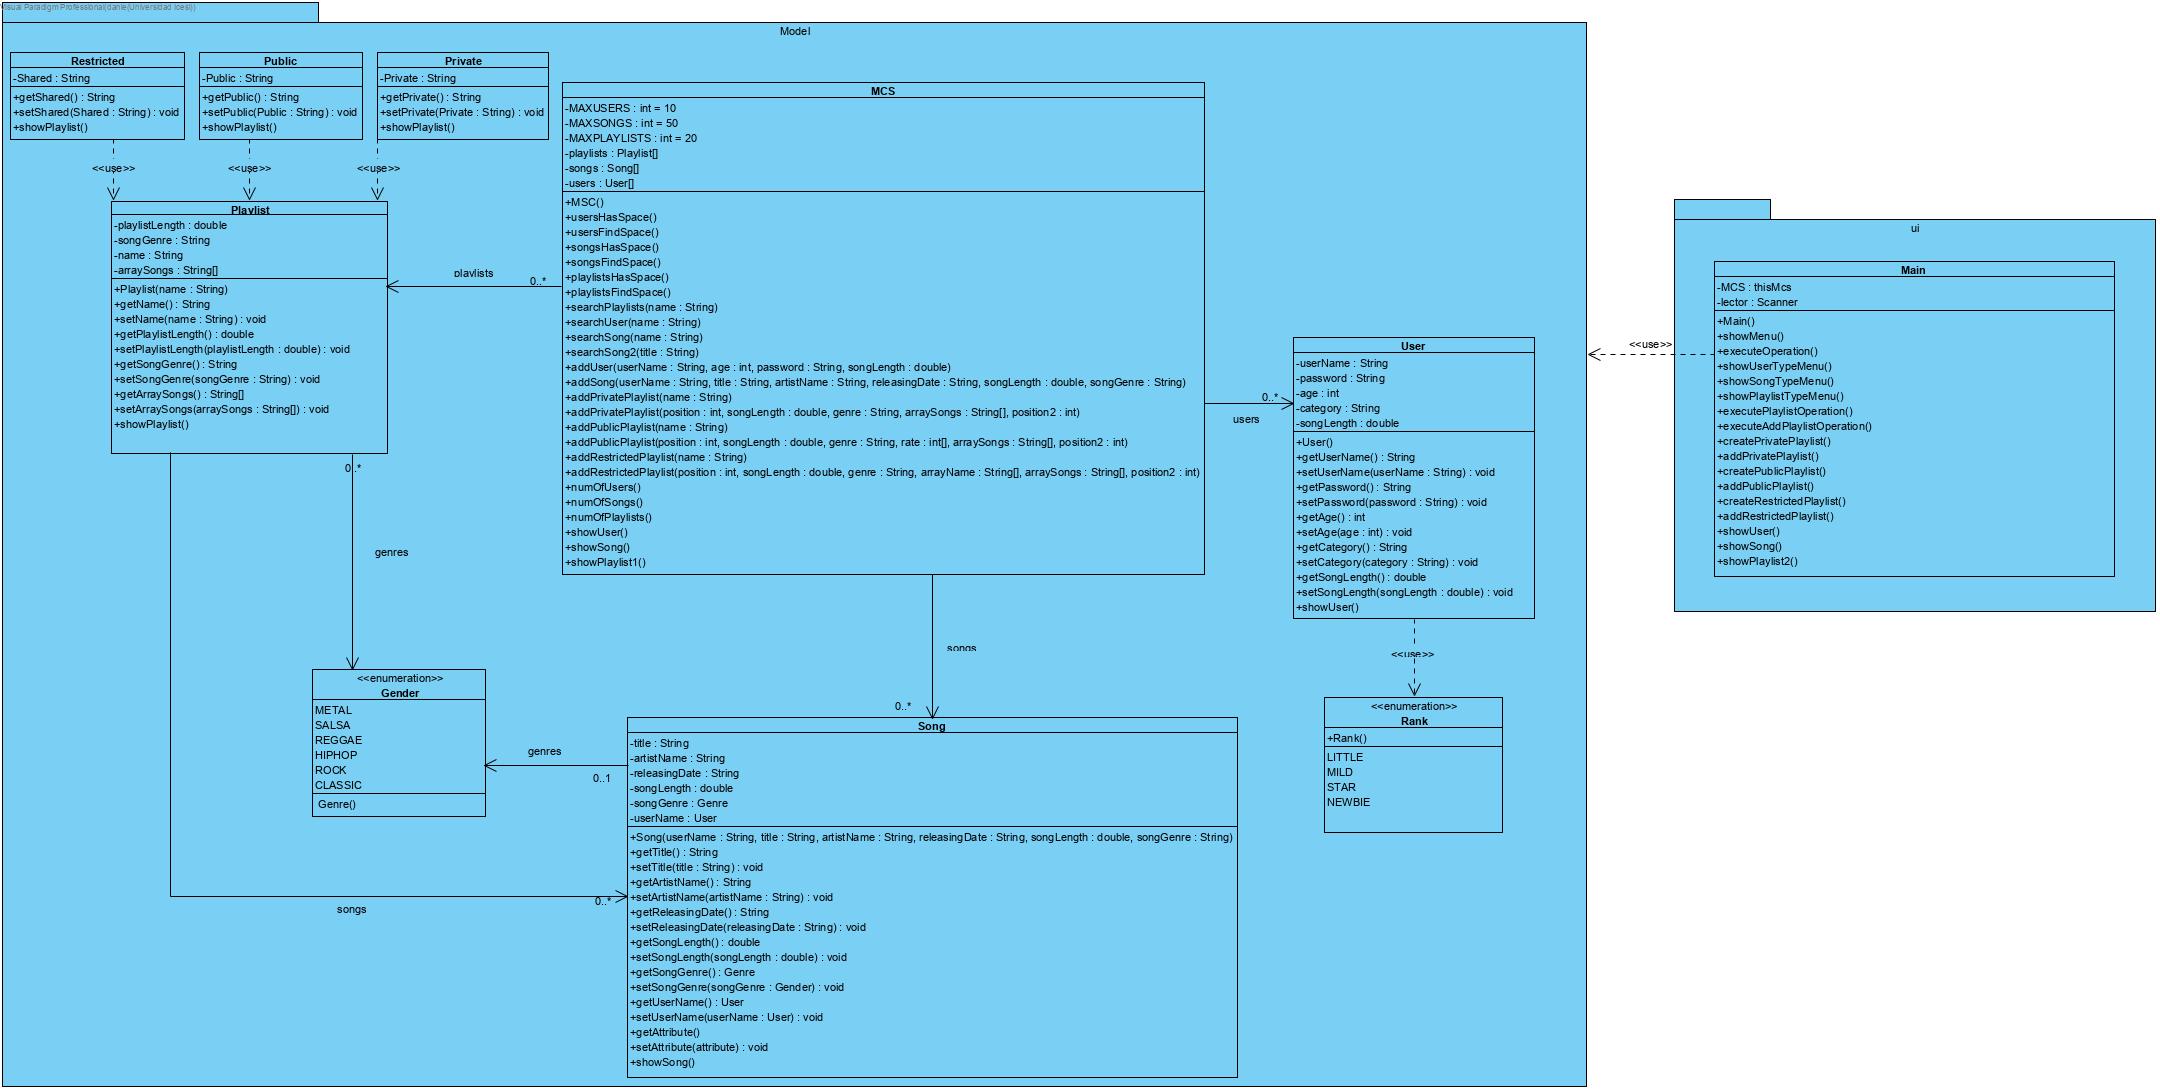 Visual Paradigm Professional(daniel(Universidad Icesi))
Model
Restricted
-Shared : String
+getShared() : String
+setShared(Shared : String) : void
+showPlaylist()
<<use>>
Public
-Public : String
+getPublic() : String
+setPublic(Public : String) : void
+showPlaylist()
<<use>>
Private
-Private : String
+getPrivate() : String
+setPrivate(Private : String) : void
+showPlaylist()
<<use>>
Playlist
-playlistLength : double
-songGenre : String
-name : String
-arraySongs : String[]
+Playlist(name : String)
+getName() : String
+setName(name : String) : void
+getPlaylistLength() : double
+setPlaylistLength(playlistLength : double) : void
+getSongGenre() : String
+setSongGenre(songGenre : String) : void
+getArraySongs() : String[]
+setArraySongs(arraySongs : String[]) : void
+showPlaylist()
playlists
0..*
MCS
-MAXUSERS : int = 10
-MAXSONGS : int = 50
-MAXPLAYLISTS : int = 20
-playlists : Playlist[]
-songs : Song[]
-users : User[]
+MSC()
+usersHasSpace()
+usersFindSpace()
+songsHasSpace()
+songsFindSpace()
+playlistsHasSpace()
+playlistsFindSpace()
+searchPlaylists(name : String)
+searchUser(name : String)
+searchSong(name : String)
+searchSong2(title : String)
+addUser(userName : String, age : int, password : String, songLength : double)
+addSong(userName : String, title : String, artistName : String, releasingDate : String, songLength : double, songGenre : String)
+addPrivatePlaylist(name : String)
+addPrivatePlaylist(position : int, songLength : double, genre : String, arraySongs : String[], position2 : int)
+addPublicPlaylist(name : String)
+addPublicPlaylist(position : int, songLength : double, genre : String, rate : int[], arraySongs : String[], position2 : int)
+addRestrictedPlaylist(name : String)
+addRestrictedPlaylist(position : int, songLength : double, genre : String, arrayName : String[], arraySongs : String[], position2 : int)
+numOfUsers()
+numOfSongs()
+numOfPlaylists()
+showUser()
+showSong()
+showPlaylist1()
0..*
users
User
-userName : String
-password : String
-age : int
-category : String
-songLength : double
+User()
+getUserName() : String
+setUserName(userName : String) : void
+getPassword() : String
+setPassword(password : String) : void
+getAge() : int
+setAge(age : int) : void
+getCategory() : String
+setCategory(category : String) : void
+getSongLength() : double
+setSongLength(songLength : double) : void
+showUser()
<<use>>
<<enumeration>>
Rank
+Rank()
LITTLE
MILD
STAR
NEWBIE
<<use>>
ui
Main
-MCS : thisMcs
-lector : Scanner
+Main()
+showMenu()
+executeOperation()
+showUserTypeMenu()
+showSongTypeMenu()
+showPlaylistTypeMenu()
+executePlaylistOperation()
+executeAddPlaylistOperation()
+createPrivatePlaylist()
+addPrivatePlaylist()
+createPublicPlaylist()
+addPublicPlaylist()
+createRestrictedPlaylist()
+addRestrictedPlaylist()
+showUser()
+showSong()
+showPlaylist2()
0..*
genres
<<enumeration>>
Gender
METAL
SALSA
REGGAE
HIPHOP
ROCK
CLASSIC
Genre()
genres
0..1
songs
0..*
songs
0..*
Song
-title : String
-artistName : String
-releasingDate : String
-songLength : double
-songGenre : Genre
-userName : User
+Song(userName : String, title : String, artistName : String, releasingDate : String, songLength : double, songGenre : String)
+getTitle() : String
+setTitle(title : String) : void
+getArtistName() : String
+setArtistName(artistName : String) : void
+getReleasingDate() : String
+setReleasingDate(releasingDate : String) : void
+getSongLength() : double
+setSongLength(songLength : double) : void
+getSongGenre() : Genre
+setSongGenre(songGenre : Gender) : void
+getUserName() : User
+setUserName(userName : User) : void
+getAttribute()
+setAttribute(attribute) : void
+showSong()